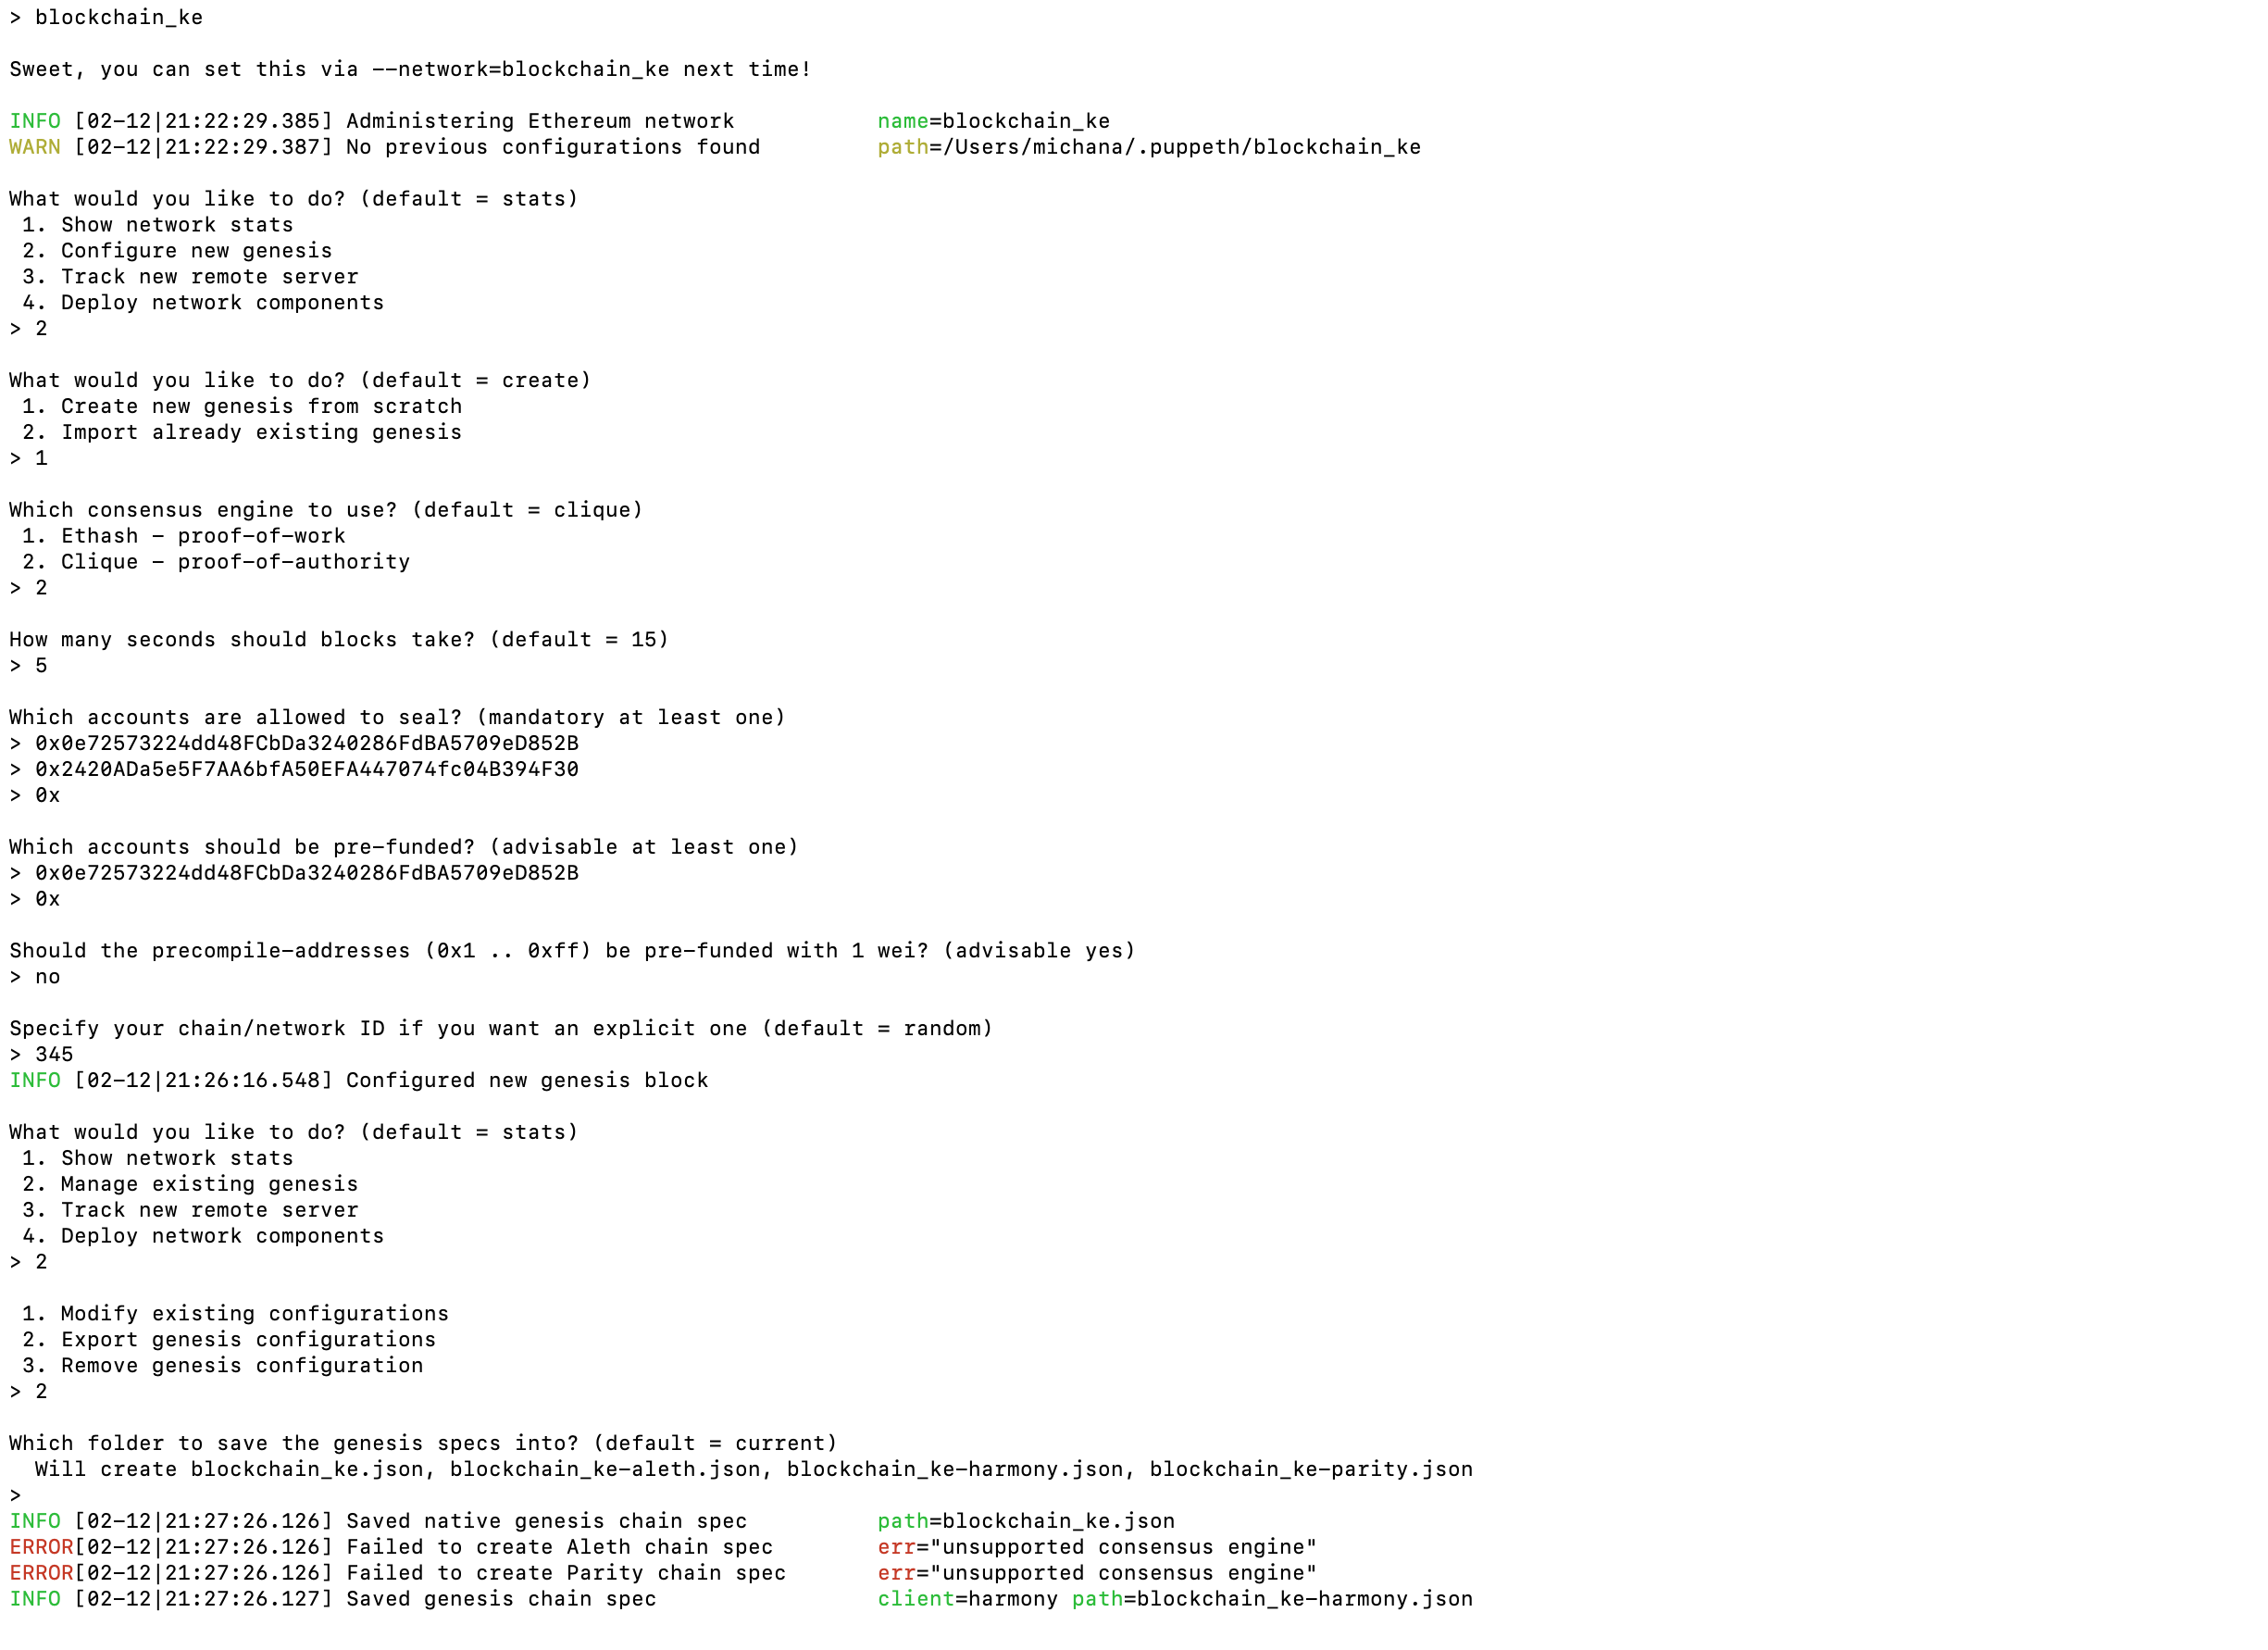 > blockchain_ke
Sweet, you can set this via --network=blockchain_ke next time!
INFO [02-12|21:22:29.385] Administering Ethereum network name=blockchain_ke
WARN [02-12|21:22:29.387] No previous configurations found path=/Users/michana/.puppeth/blockchain_ke
What would you like to do? (default = stats)
1. Show network stats
2. Configure new genesis
3. Track new remote server
4. Deploy network components
> 2
What would you like to do? (default = create)
1. Create new genesis from scratch
2. Import already existing genesis
> 1
Which consensus engine to use? (default = clique)
1. Ethash - proof-of-work
2. Clique - proof-of-authority
> 2
How many seconds should blocks take? (default = 15)
> 5
Which accounts are allowed to seal? (mandatory at least one)
> 0x0e72573224dd48FCbDa3240286FdBA5709eD852B
> 0x2420ADa5e5F7AA6bfA50EFA447074fc04B394F30
> 0x
Which accounts should be pre-funded? (advisable at least one)
> 0x0e72573224dd48FCbDa3240286FdBA5709eD852B
> 0x
Should the precompile-addresses (0x1 .. 0xff) be pre-funded with 1 wei? (advisable yes)
> no
Specify your chain/network ID if you want an explicit one (default = random)
> 345
INFO [02-12|21:26:16.548] Configured new genesis block
What would you like to do? (default = stats)
1. Show network stats
2. Manage existing genesis
3. Track new remote server
4. Deploy network components
> 2
1. Modify existing configurations
2. Export genesis configurations
3. Remove genesis configuration
> 2
Which folder to save the genesis specs into? (default = current)
Will create blockchain_ke.json, blockchain_ke-aleth.json, blockchain_ke-harmony.json, blockchain_ke-parity.json
>
INFO [02-12|21:27:26.126] Saved native genesis chain spec path=blockchain_ke.json
ERROR[02-12|21:27:26.126] Failed to create Aleth chain spec err="unsupported consensus engine"
ERROR[02-12|21:27:26.126] Failed to create Parity chain spec err="unsupported consensus engine"
INFO [02-12|21:27:26.127] Saved genesis chain spec client=harmony path=blockchain_ke-harmony.json